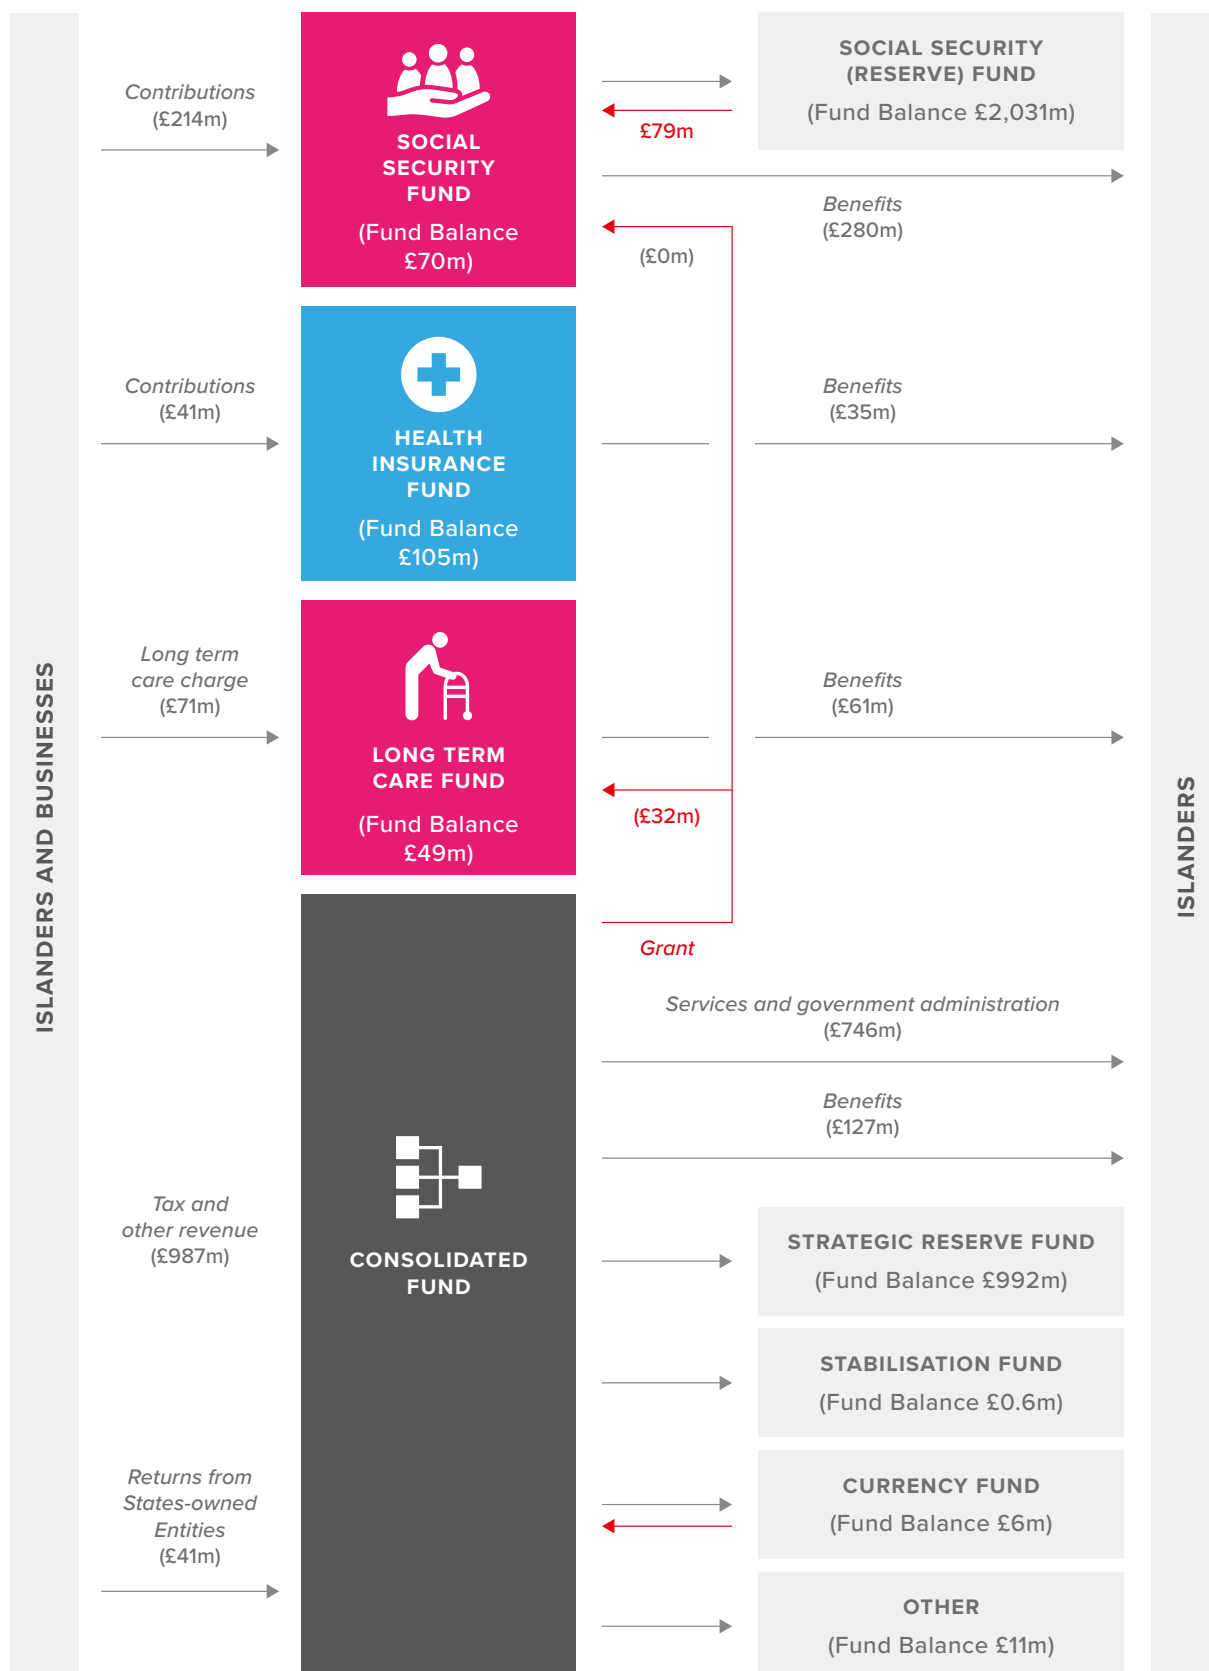 ISLANDERS AND BUSINESSES
Contributions
(£214m)
SOCIAL
SECURITY
FUND
(Fund Balance
£70m)
£79m
SOCIAL SECURITY
(RESERVE) FUND
(Fund Balance £2,031m)
Benefits
(£280m)
(£0m)
Contributions
(£41m)
HEALTH
INSURANCE
FUND
(Fund Balance
£105m)
Benefits
(£35m)
Long term
care charge
(£71m)
LONG TERM
CARE FUND
(Fund Balance
£49m)
Benefits
(£61m)
(£32m)
Grant
Services and government administration
(£746m)
Benefits
(£127m)
Tax and
other revenue
(£987m)
CONSOLIDATED
FUND
STRATEGIC RESERVE FUND
(Fund Balance £992m)
STABILISATION FUND
(Fund Balance £0.6m)
Returns from
States-owned
Entities
(£41m)
CURRENCY FUND
(Fund Balance £6m)
OTHER
(Fund Balance £11m)
ISLANDERS